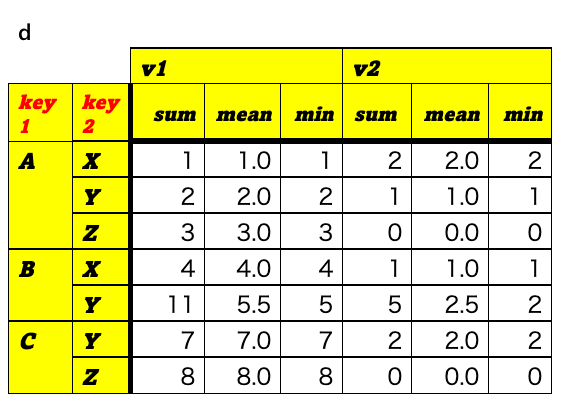 d
v1 v2
key 1 key 2 sum mean min sum mean min
A X 1 1.0 1 2 2.0 2
Y 2 2.0 2 1 1.0 1
Z 3 3.0 3 0 0.0 0
B X 4 4.0 4 1 1.0 1
Y 11 5.5 5 5 2.5 2
C Y 7 7.0 7 2 2.0 2
Z 8 8.0 8 0 0.0 0